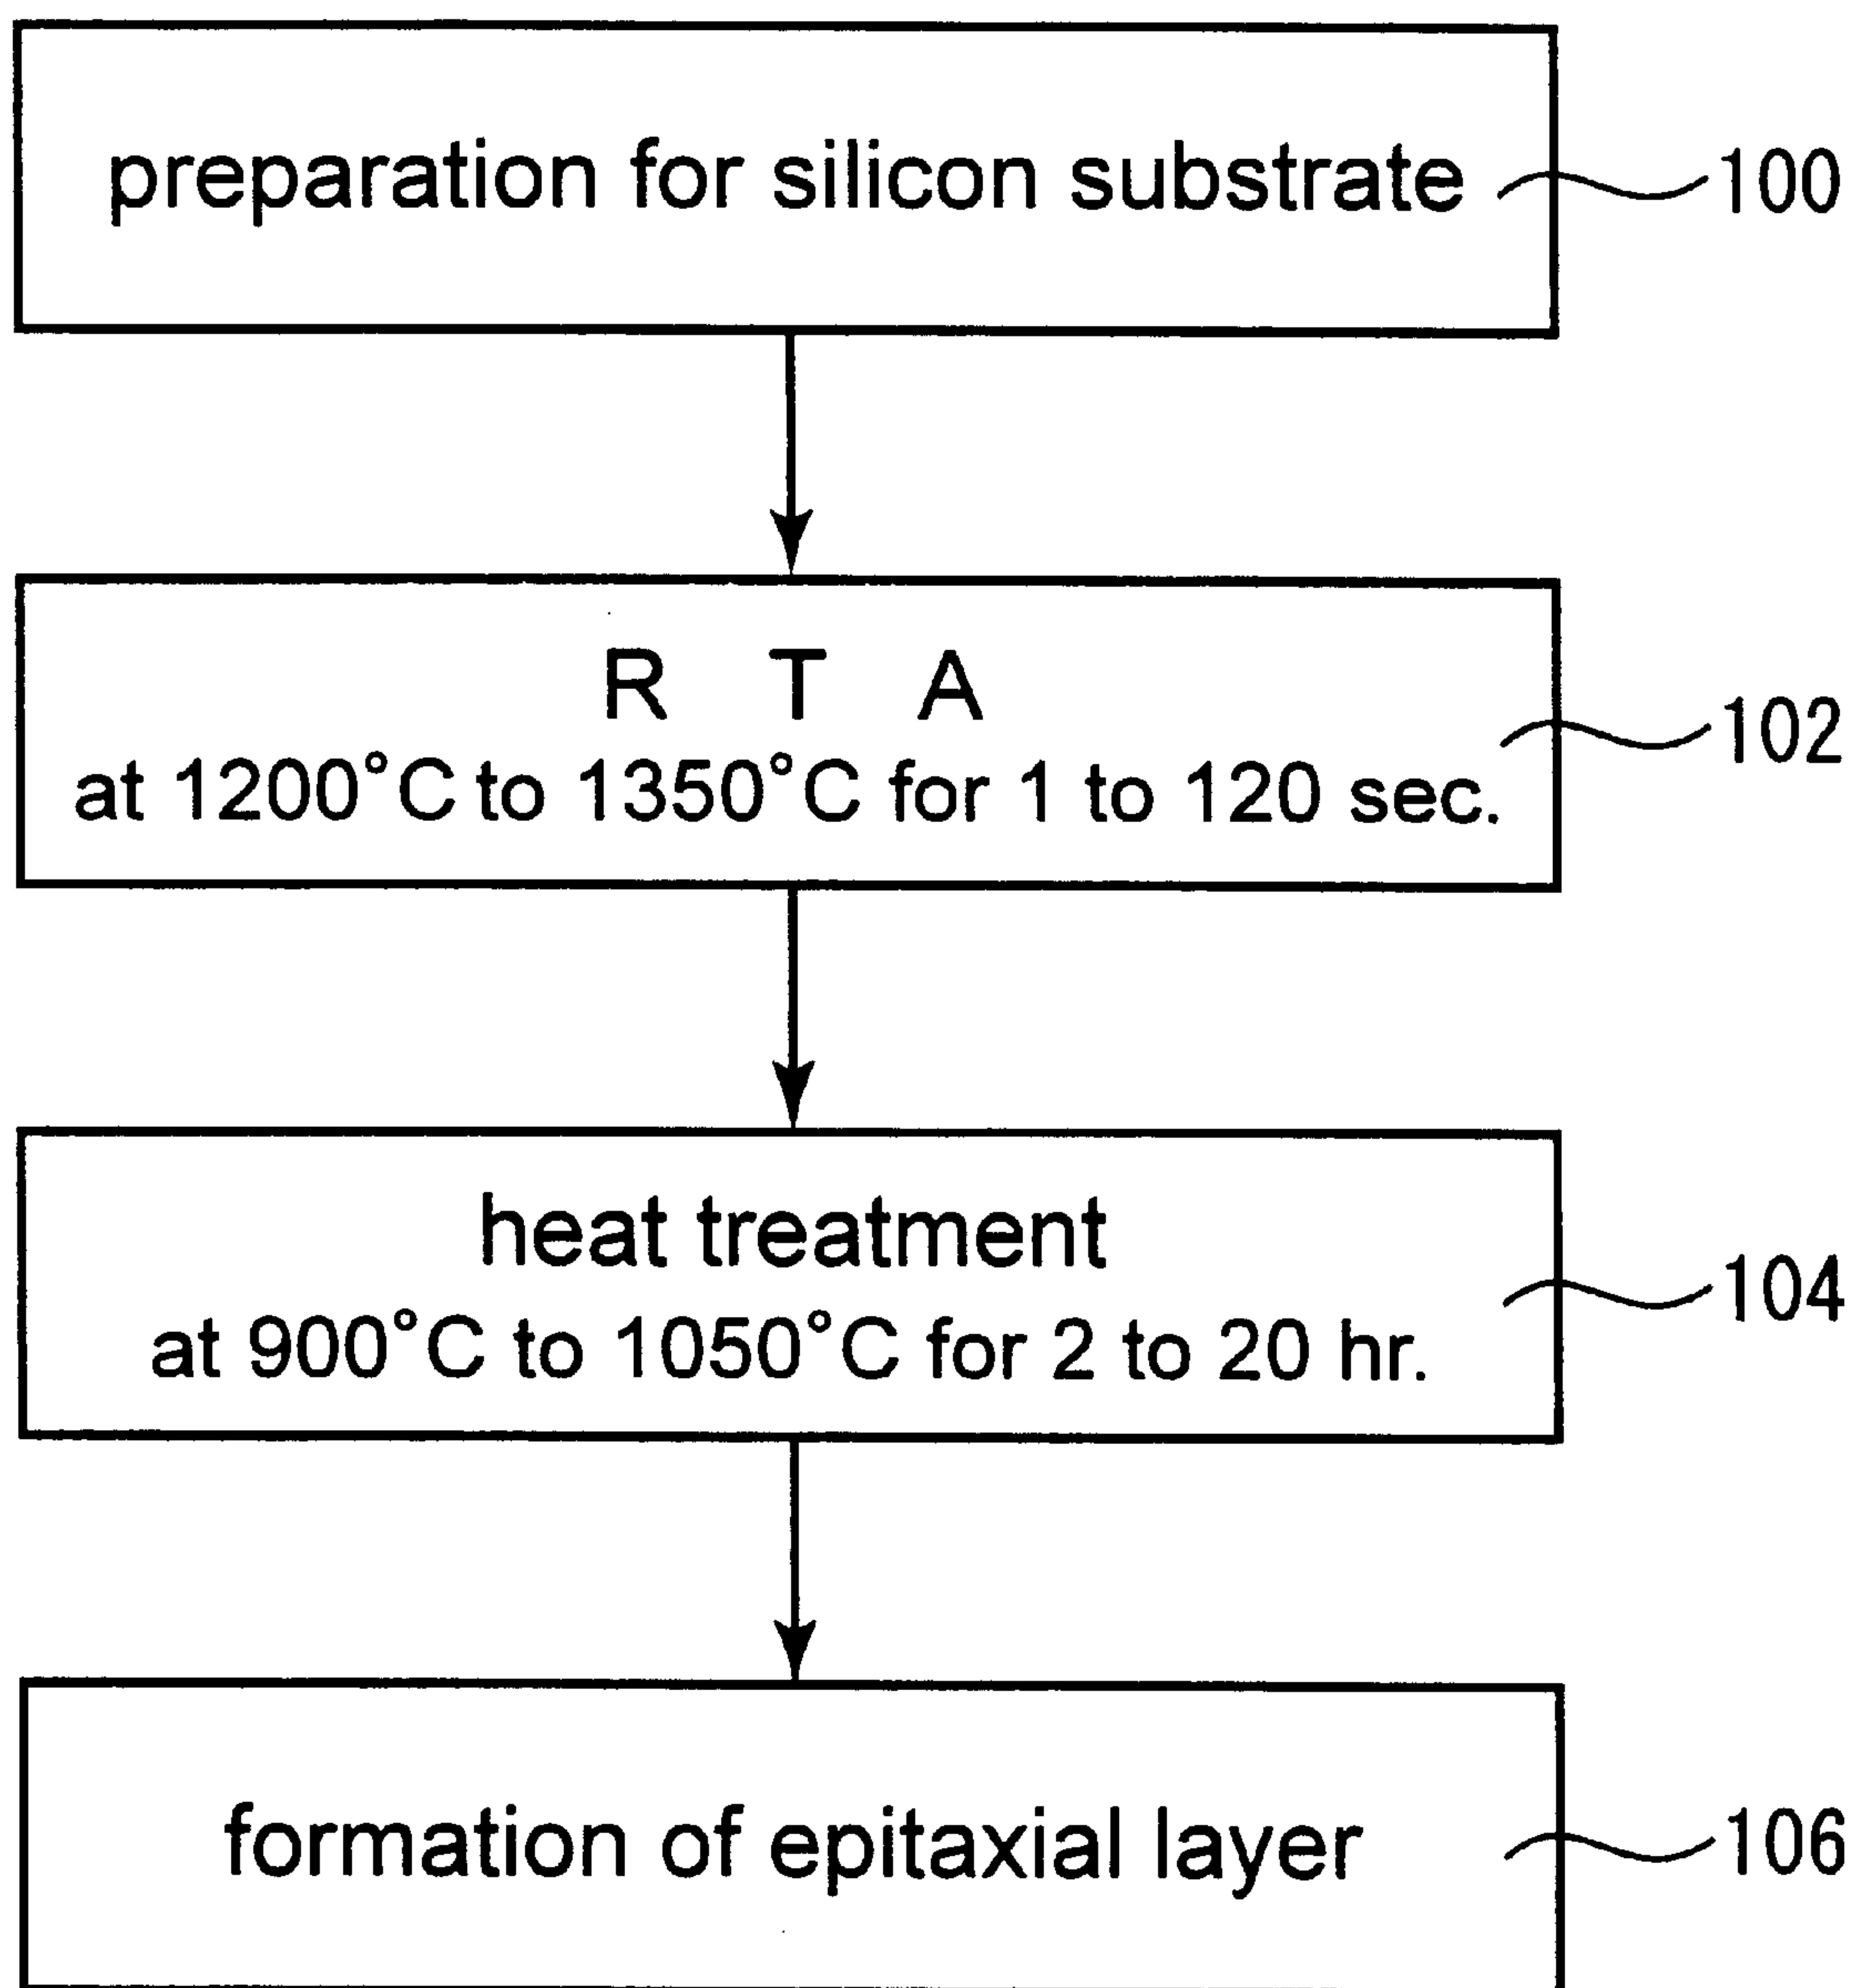 preparation for silicon substrate
100
R T A
at 1200°C to 1350°C for 1 to 120 sec.
102
heat treatment
at 900°C to 1050°C for 2 to 20 hr.
104
formation of epitaxial layer
106